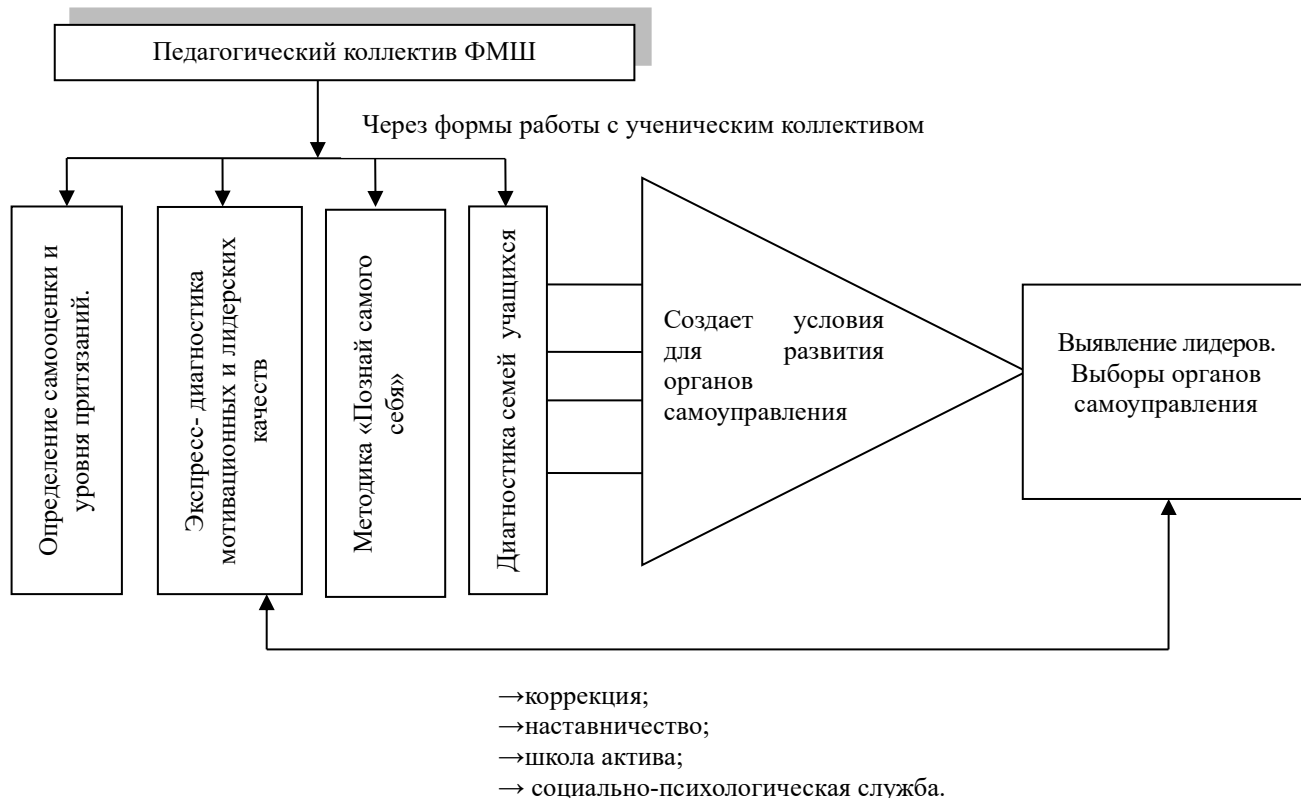 Педагогический коллектив ФМШ
Через формы работы с ученическим коллективом
Определение самооценки и
уровня притязаний.
Экспресс- диагностика
мотивационных и лидерских
качеств
Методика «Познай самого
себя»
Диагностика семей учащихся
Создает условия
для развития
органов
самоуправления
Выявление лидеров.
Выборы органов
самоуправления
→коррекция;
→наставничество;
→школа актива;
→ социально-психологическая служба.